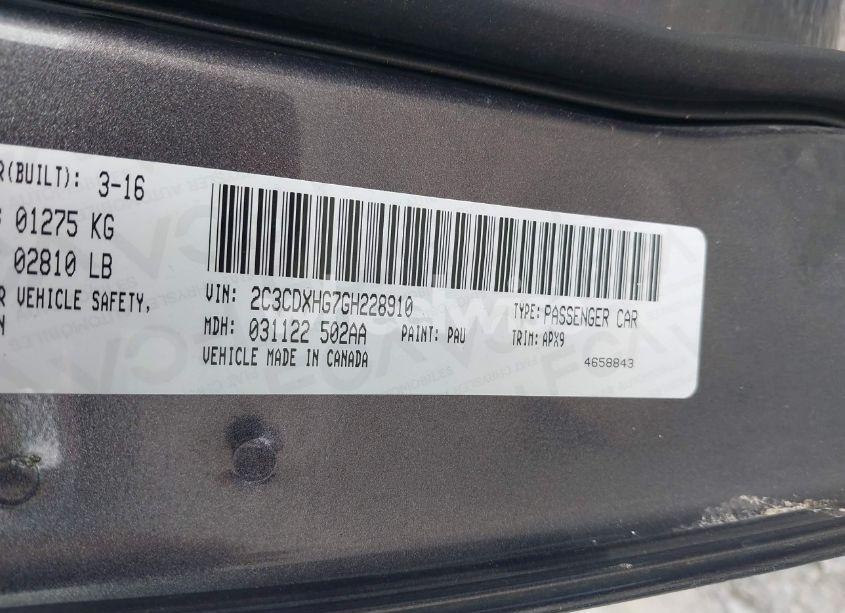 R(BUILT): 3-16
01275 KG
02810 LB
R VEHICLE SAFETY,
N
VIN: 2C3CDXHG7GH228910
TYPE: PASSENGER CAR
MDH: 031122 502AA PAINT: PAU TRIM: APX9
VEHICLE MADE IN CANADA
4658843